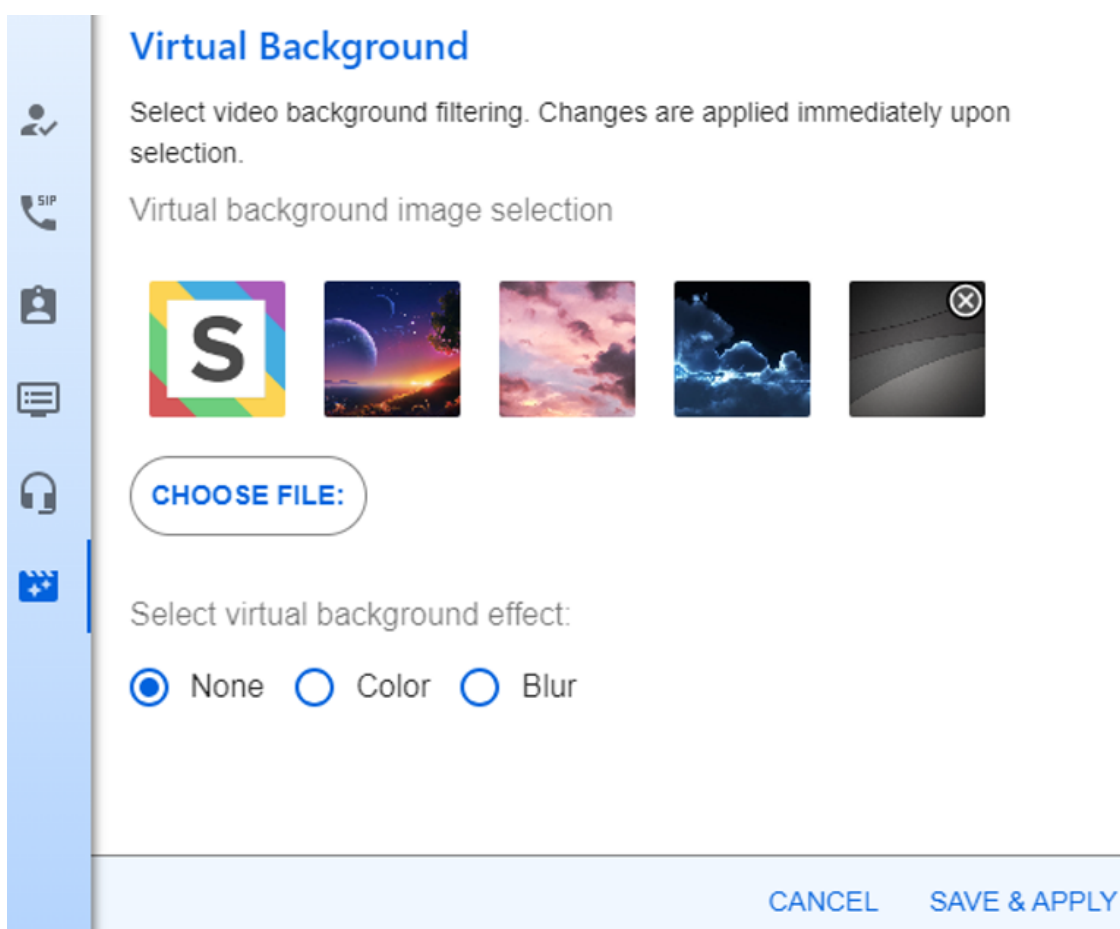 Virtual Background
Select video background filtering. Changes are applied immediately upon
selection.
SIP
Virtual background image selection
S
CHOOSE FILE:
Select virtual background effect:
None Color Blur
CANCEL SAVE & APPLY